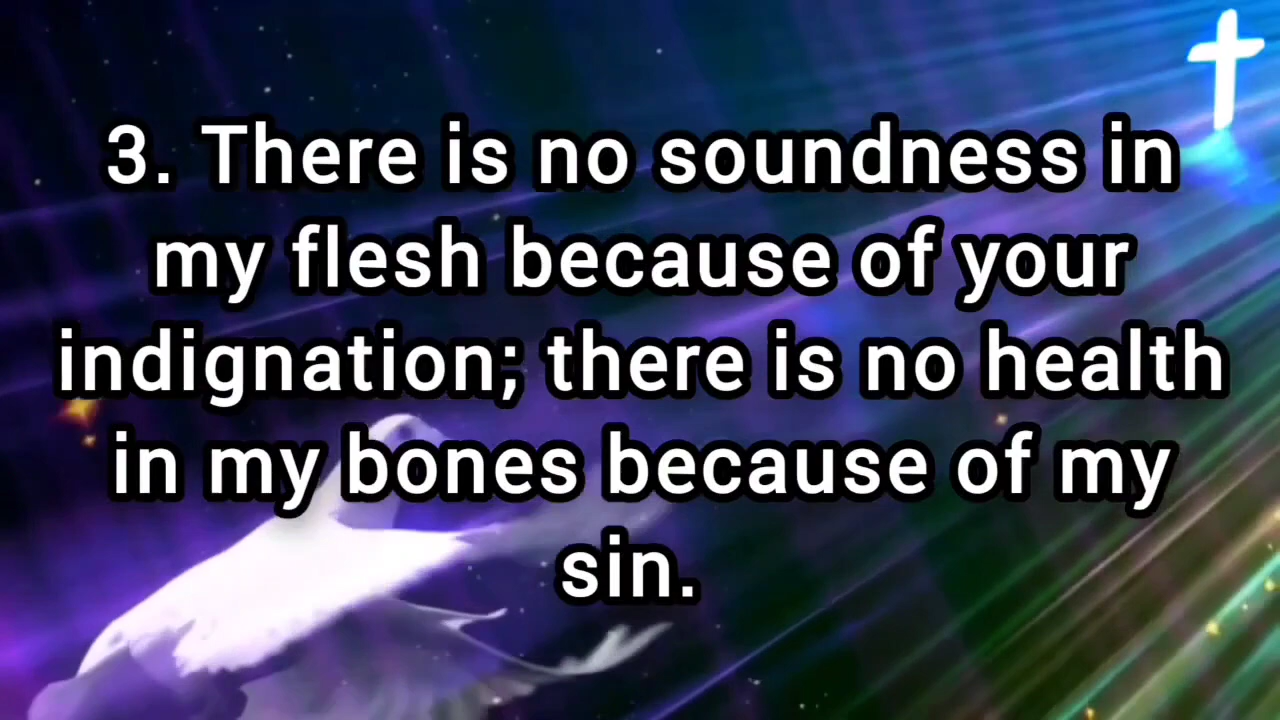 3. There is no soundness in
my flesh because of your
indignation; there is no health
in my bones because of my
sin.